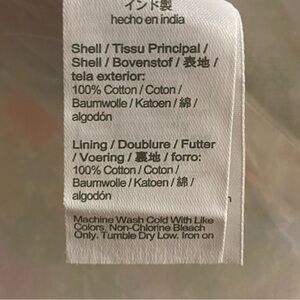 インド製
hecho en india
Shell / Tissu Principal /
Shell / Bovenstof / 表地 /
tela exterior:
100% Cotton / Coton /
Baumwolle / Katoen / 綿 /
algodón
Lining / Doublure / Futter
/ Voering / 裏地 / forro:
100% Cotton / Coton /
Baumwolle / Katoen / 綿 /
algodón
Machine Wash Cold With Like
Colors. Non-Chlorine Bleach
Only. Tumble Dry Low. Iron on